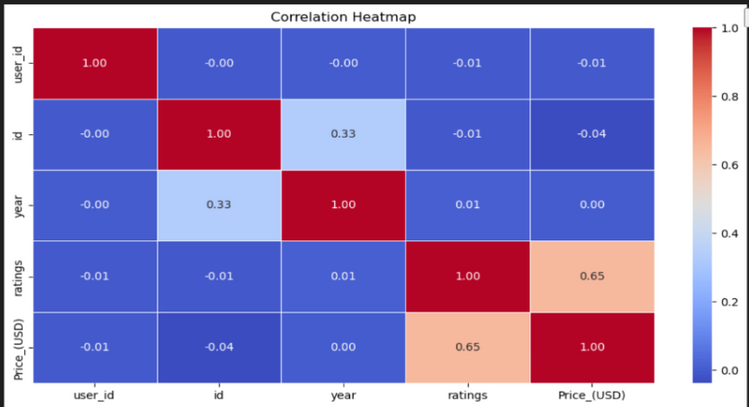 Correlation Heatmap
user_id 1.00 -0.00 -0.00 -0.01 -0.01
id -0.00 1.00 0.33 -0.01 -0.04
year -0.00 0.33 1.00 0.01 0.00
ratings -0.01 -0.01 0.01 1.00 0.65
Price_(USD) -0.01 -0.04 0.00 0.65 1.00
user_id id year ratings Price_(USD)
1.0
0.8
0.6
0.4
0.2
0.0